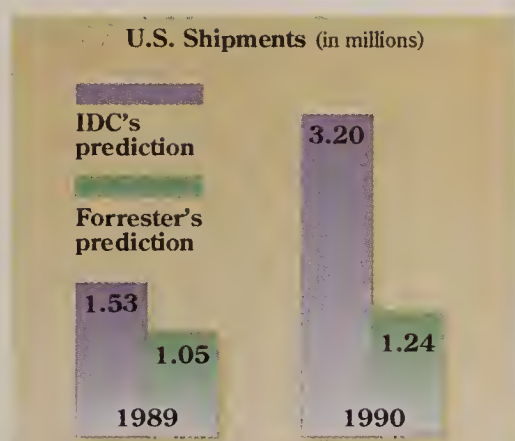 U.S. Shipments (in millions)
IDC's
prediction
Forrester's
prediction
3.20
1.53
1.05
1.24
1989
1990